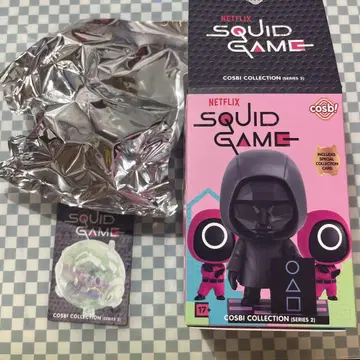 NETFLIX
SQUID
GAME
COSBI COLLECTION (SERIES 2)
NETFLIX
SQUID
GAME
cosbi
INCLUDES
SPECIAL
COLLECTION
CARD
17+
COSBI COLLECTION (SERIES 2)
SQUID
GAME
COSBI COLLECTION (SERIES 2)